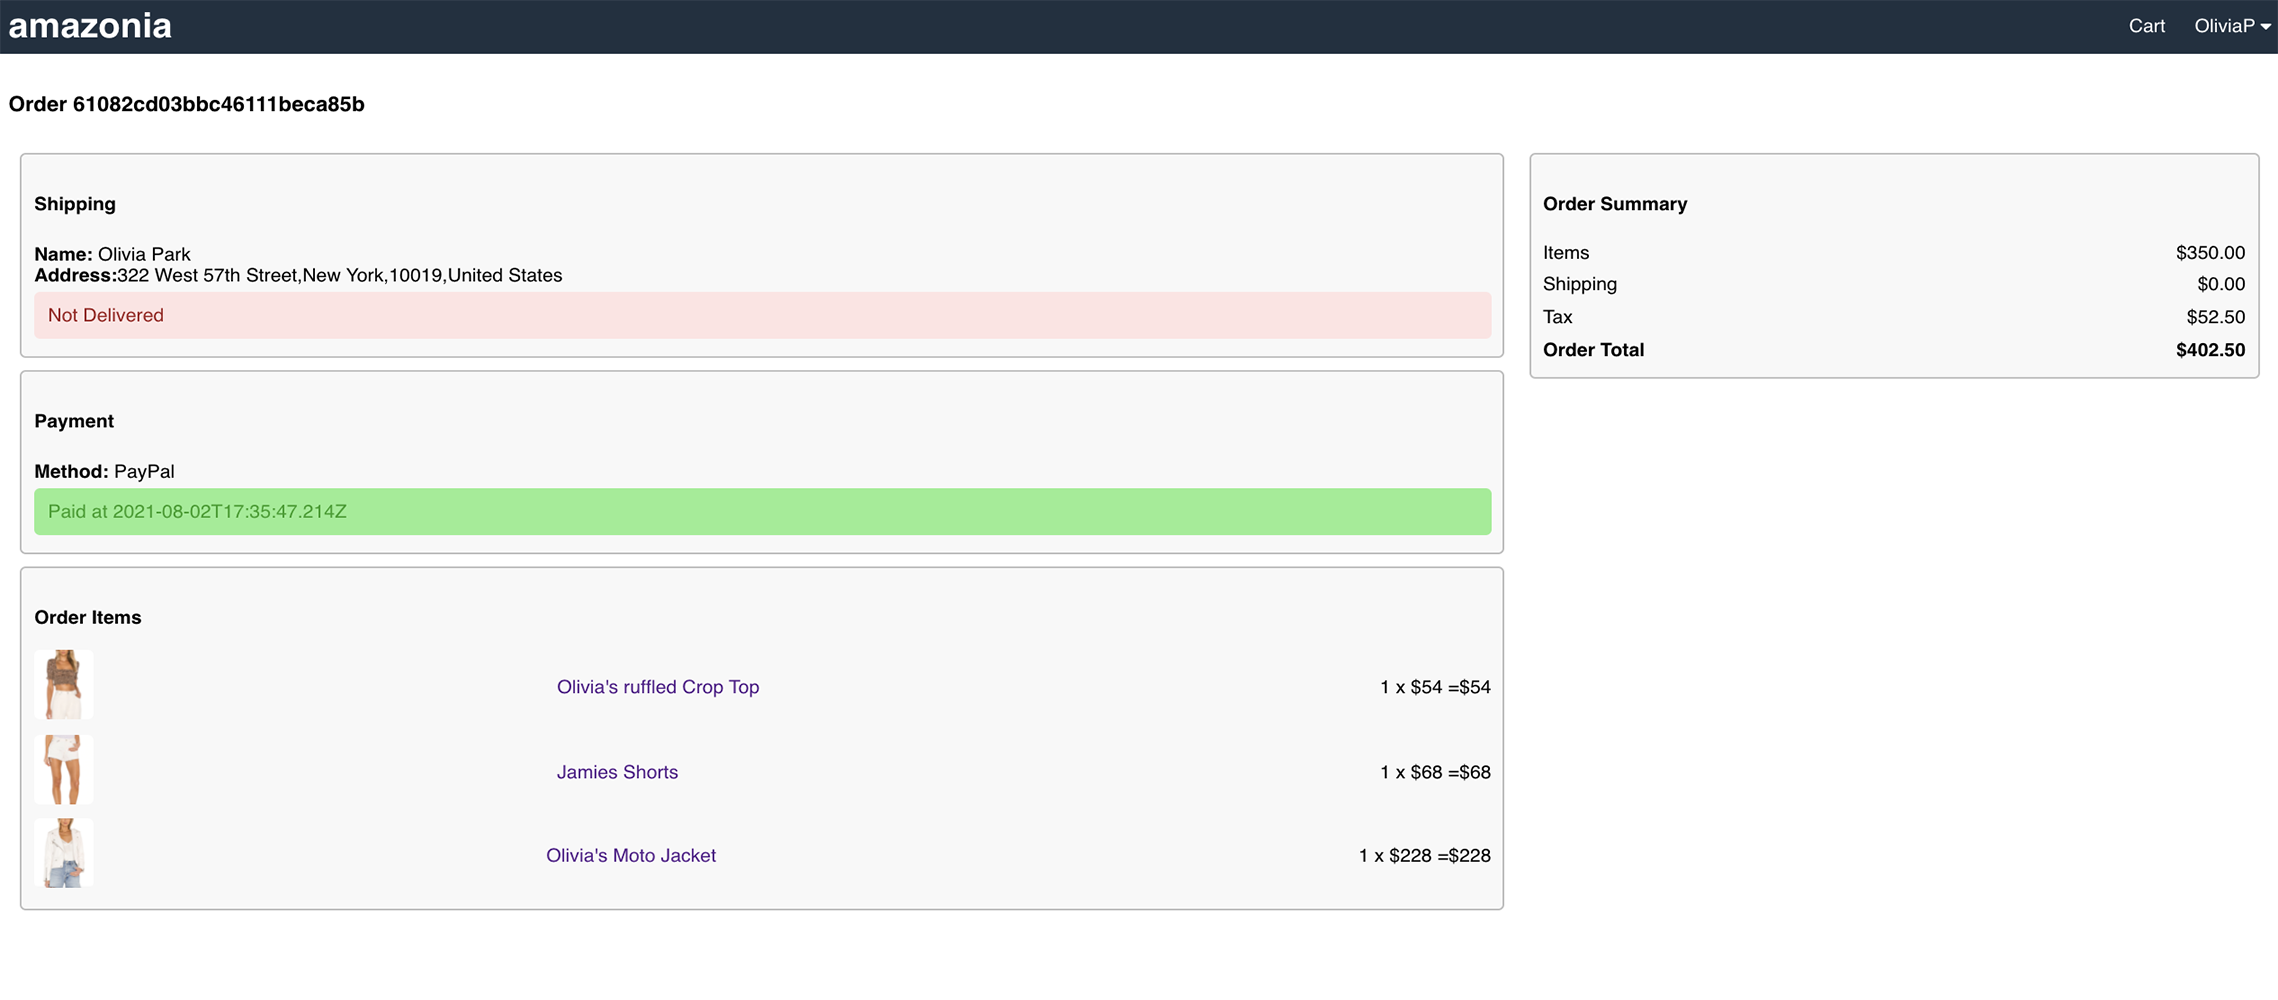 amazonia
Cart
OliviaP
Order 61082cd03bbc46111beca85b
Shipping
Name: Olivia Park
Address:322 West 57th Street,New York,10019,United States
Not Delivered
Payment
Method: PayPal
Paid at 2021-08-02T17:35:47.214Z
Order Items
Olivia's ruffled Crop Top
1 x $54 =$54
Jamies Shorts
1 x $68 =$68
Olivia's Moto Jacket
1 x $228 =$228
Order Summary
Items $350.00
Shipping $0.00
Tax $52.50
Order Total $402.50